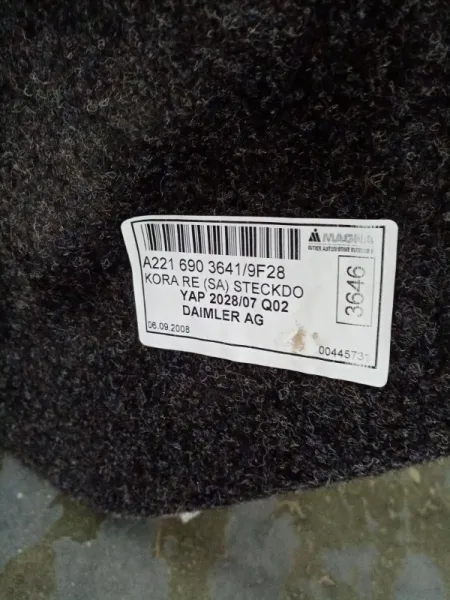 MAGNA
A221 690 3641/9F28
KORA RE (SA) STECKDO
YAP 2028/07 Q02
DAIMLER AG
3646
06.09.2008
00445731